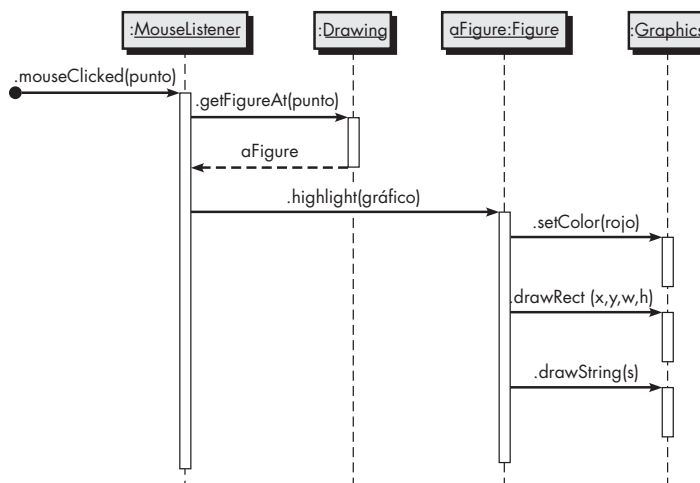 :MouseListener
:Drawing
aFigure:Figure
:Graphics
.mouseClicked(punto)
.getFigureAt(punto)
aFigure
.highlight(gráfico)
.setColor(rojo)
.drawRect (x,y,w,h)
.drawString(s)